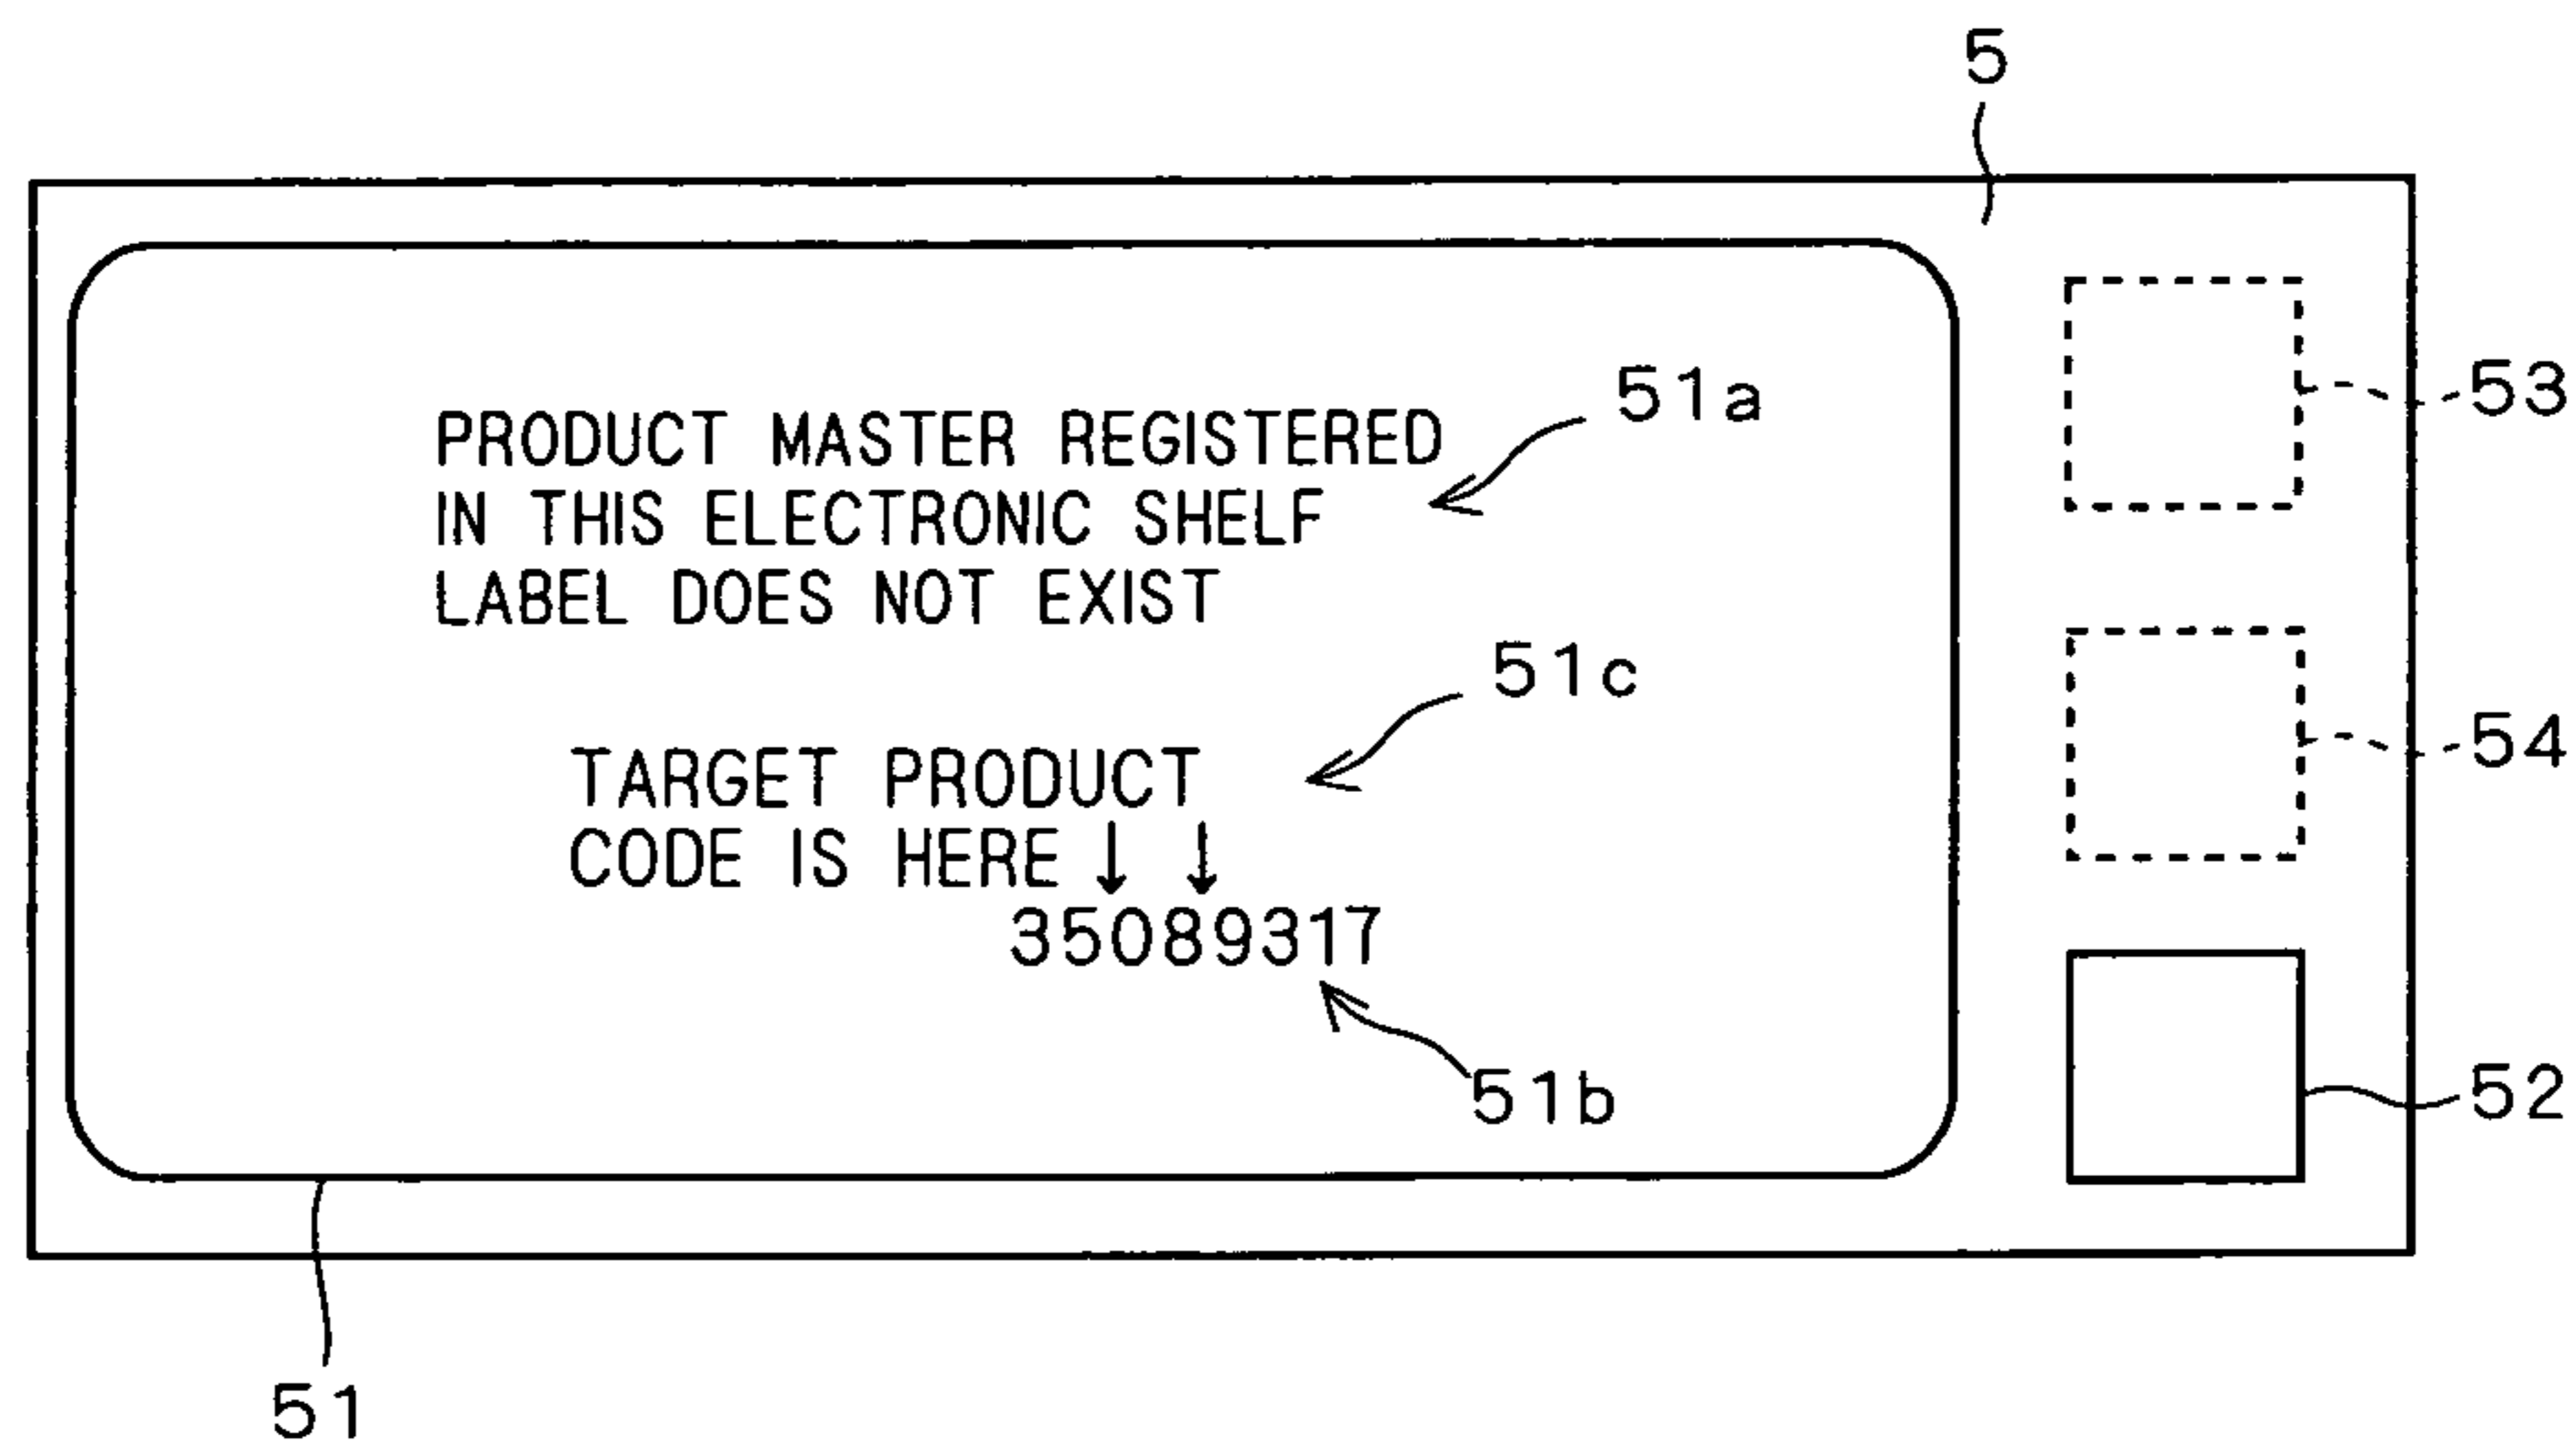 5
53
51a
PRODUCT MASTER REGISTERED
IN THIS ELECTRONIC SHELF
LABEL DOES NOT EXIST
51c
54
TARGET PRODUCT
CODE IS HERE ↓ ↓
35089317
51b
52
51